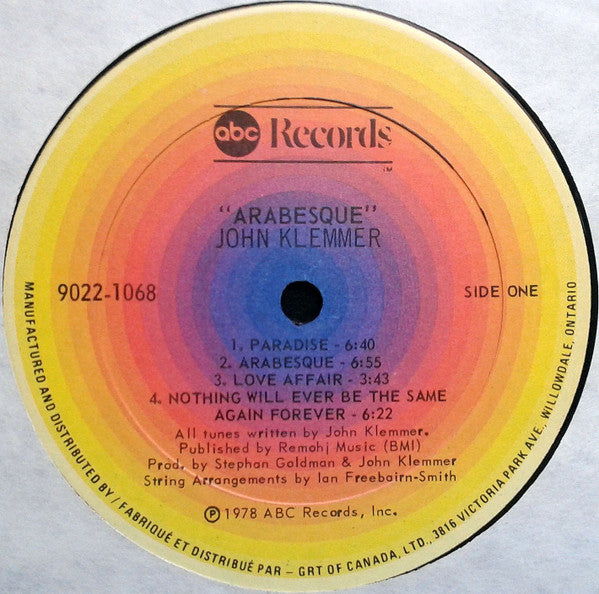 abc Records
TM
"ARABESQUE"
JOHN KLEMMER
9022-1068
SIDE ONE
1. PARADISE - 6:40
2. ARABESQUE - 6:55
3. LOVE AFFAIR - 3:43
4. NOTHING WILL EVER BE THE SAME
AGAIN FOREVER - 6:22
All tunes written by John Klemmer.
Published by Remohj Music (BMI)
Prod. by Stephan Goldman & John Klemmer
String Arrangements by Ian Freebairn-Smith
Ⓟ 1978 ABC Records, Inc.
MANUFACTURED AND DISTRIBUTED BY / FABRIQUÉ ET DISTRIBUÉ PAR – GRT OF CANADA, LTD., 3816 VICTORIA PARK AVE., WILLOWDALE, ONTARIO